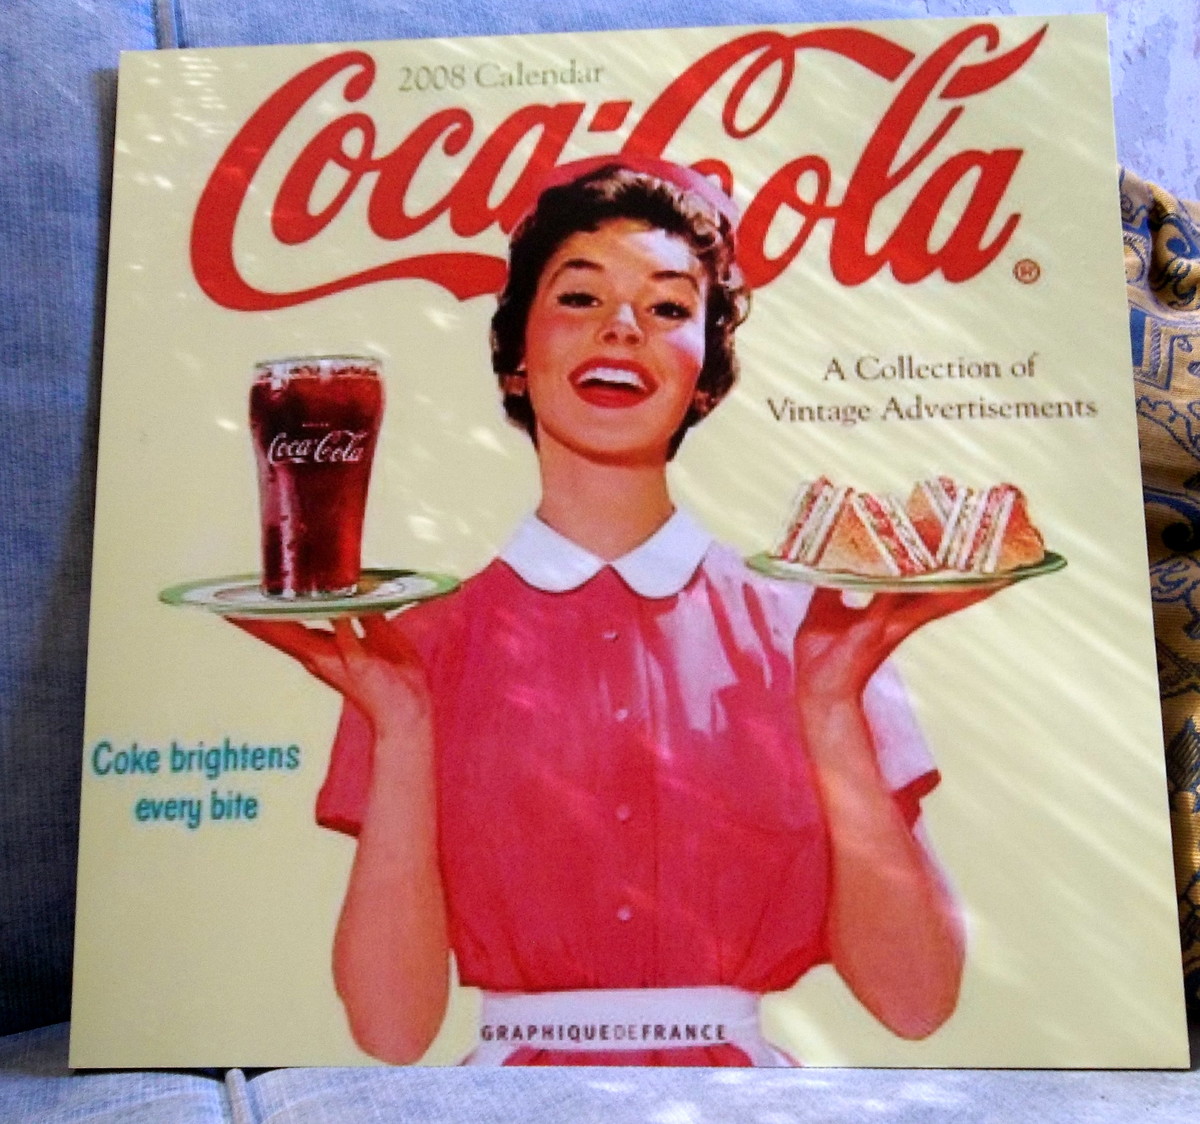 2008 Calendar
Coca-Cola
®
A Collection of
Vintage Advertisements
Coca-Cola
Coke brightens
every bite
GRAPHIQUEDEFRANCE